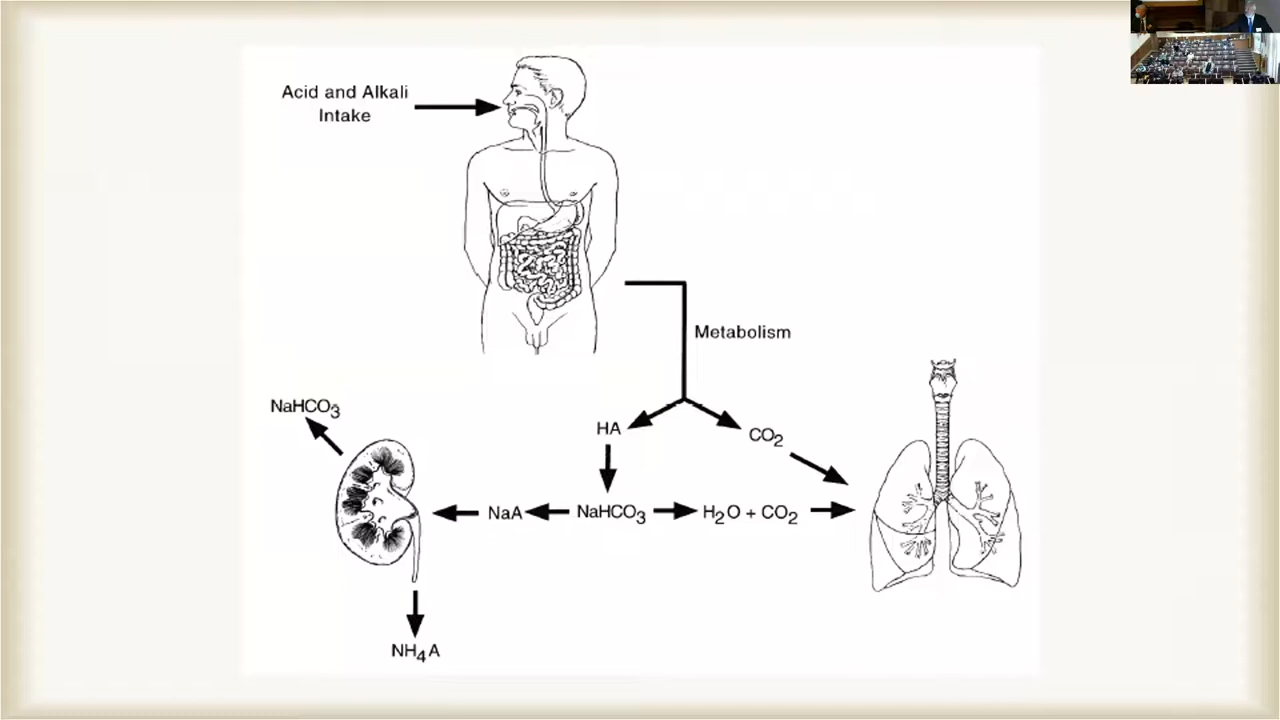 Acid and Alkali
Intake
Metabolism
NaHCO3
HA
CO2
NaA
NaHCO3
H2O + CO2
NH4A